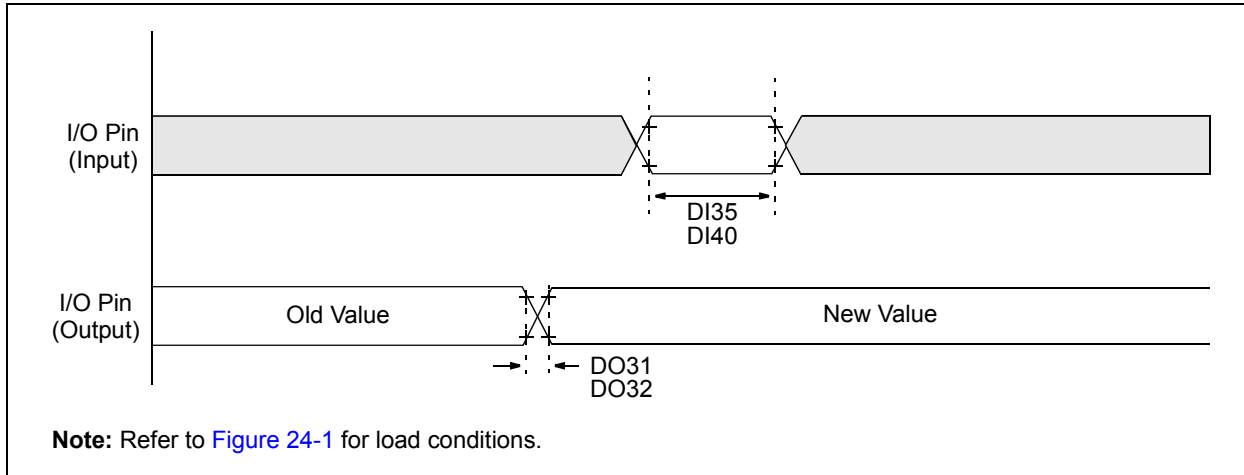 I/O Pin
(Input)
DI35
DI40
I/O Pin
(Output)
Old Value
New Value
DO31
DO32
Note: Refer to Figure 24-1 for load conditions.